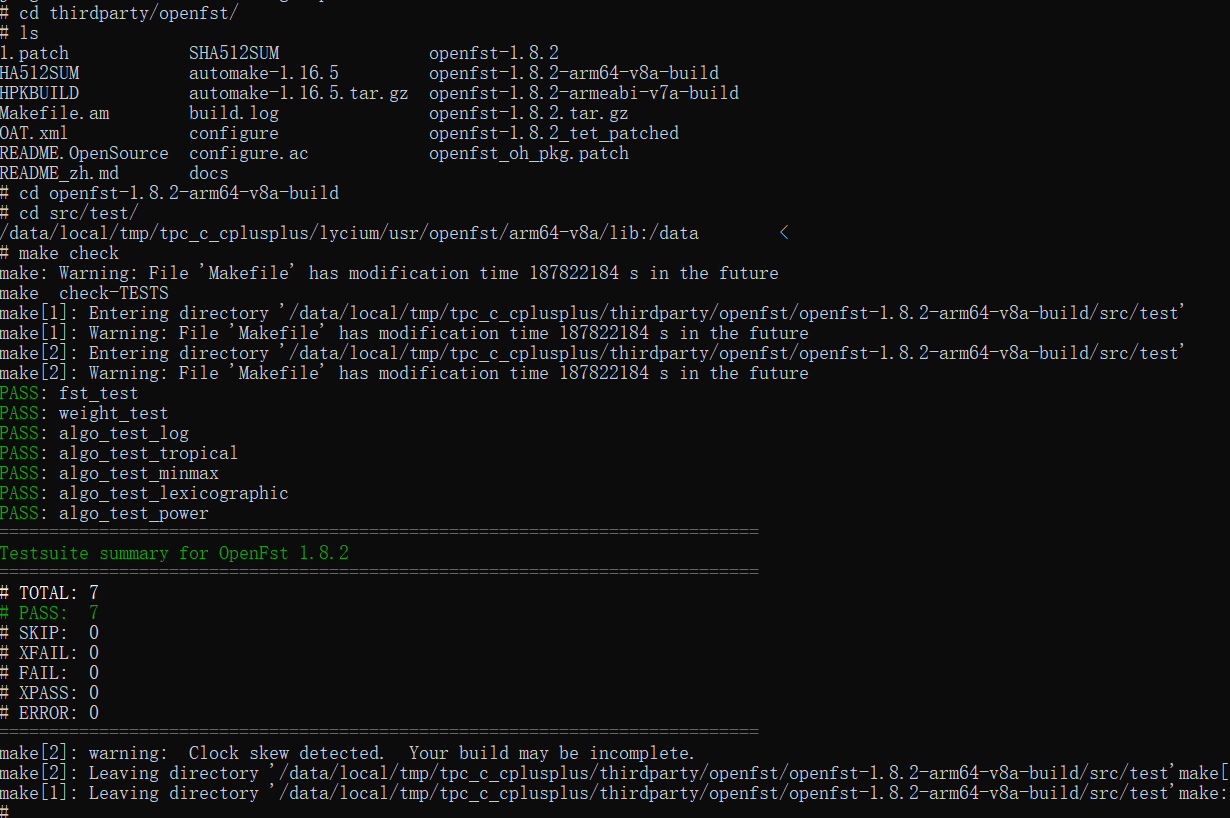 # cd thirdparty/openfst/
# ls
1.patch SHA512SUM openfst-1.8.2
HA512SUM automake-1.16.5 openfst-1.8.2-arm64-v8a-build
HPKBUILD automake-1.16.5.tar.gz openfst-1.8.2-armeabi-v7a-build
Makefile.am build.log openfst-1.8.2.tar.gz
OAT.xml configure openfst-1.8.2_tet_patched
README.OpenSource configure.ac openfst_oh_pkg.patch
README_zh.md docs
# cd openfst-1.8.2-arm64-v8a-build
# cd src/test/
/data/local/tmp/tpc_c_cplusplus/lycium/usr/openfst/arm64-v8a/lib:/data <
# make check
make: Warning: File 'Makefile' has modification time 187822184 s in the future
make check-TESTS
make[1]: Entering directory '/data/local/tmp/tpc_c_cplusplus/thirdparty/openfst/openfst-1.8.2-arm64-v8a-build/src/test'
make[1]: Warning: File 'Makefile' has modification time 187822184 s in the future
make[2]: Entering directory '/data/local/tmp/tpc_c_cplusplus/thirdparty/openfst/openfst-1.8.2-arm64-v8a-build/src/test'
make[2]: Warning: File 'Makefile' has modification time 187822184 s in the future
PASS: fst_test
PASS: weight_test
PASS: algo_test_log
PASS: algo_test_tropical
PASS: algo_test_minmax
PASS: algo_test_lexicographic
PASS: algo_test_power
============================================================================
Testsuite summary for OpenFst 1.8.2
============================================================================
# TOTAL: 7
# PASS: 7
# SKIP: 0
# XFAIL: 0
# FAIL: 0
# XPASS: 0
# ERROR: 0
============================================================================
make[2]: warning: Clock skew detected. Your build may be incomplete.
make[2]: Leaving directory '/data/local/tmp/tpc_c_cplusplus/thirdparty/openfst/openfst-1.8.2-arm64-v8a-build/src/test'make[
make[1]: Leaving directory '/data/local/tmp/tpc_c_cplusplus/thirdparty/openfst/openfst-1.8.2-arm64-v8a-build/src/test'make:
#